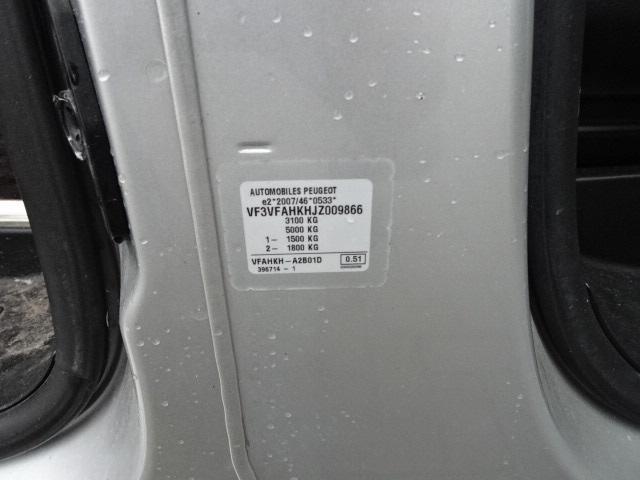 AUTOMOBILES PEUGEOT
e2*2007/46*0533*
VF3VFAHKHJZ009866
3100 KG
5000 KG
1- 1500 KG
2- 1800 KG
VFAHKH-A2B01D 0.51
396714 - 1